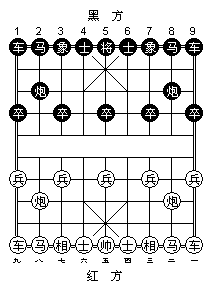 黑 方
1 2 3 4 5 6 7 8 9
车 马 象 士 将 士 象 马 车
炮 炮
卒 卒 卒 卒 卒
兵 兵 兵 兵 兵
炮 炮
车 马 相 士 帅 士 相 马 车
九 八 七 六 五 四 三 二 一
红 方